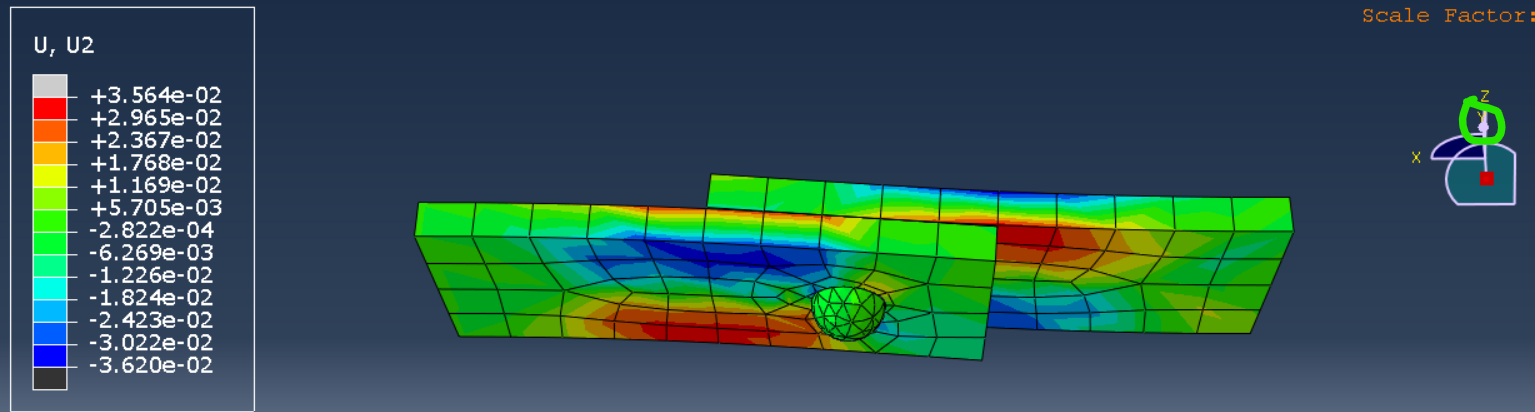 Scale Factor:
U, U2
+3.564e-02
+2.965e-02
+2.367e-02
+1.768e-02
+1.169e-02
+5.705e-03
-2.822e-04
-6.269e-03
-1.226e-02
-1.824e-02
-2.423e-02
-3.022e-02
-3.620e-02
Z
Y
X